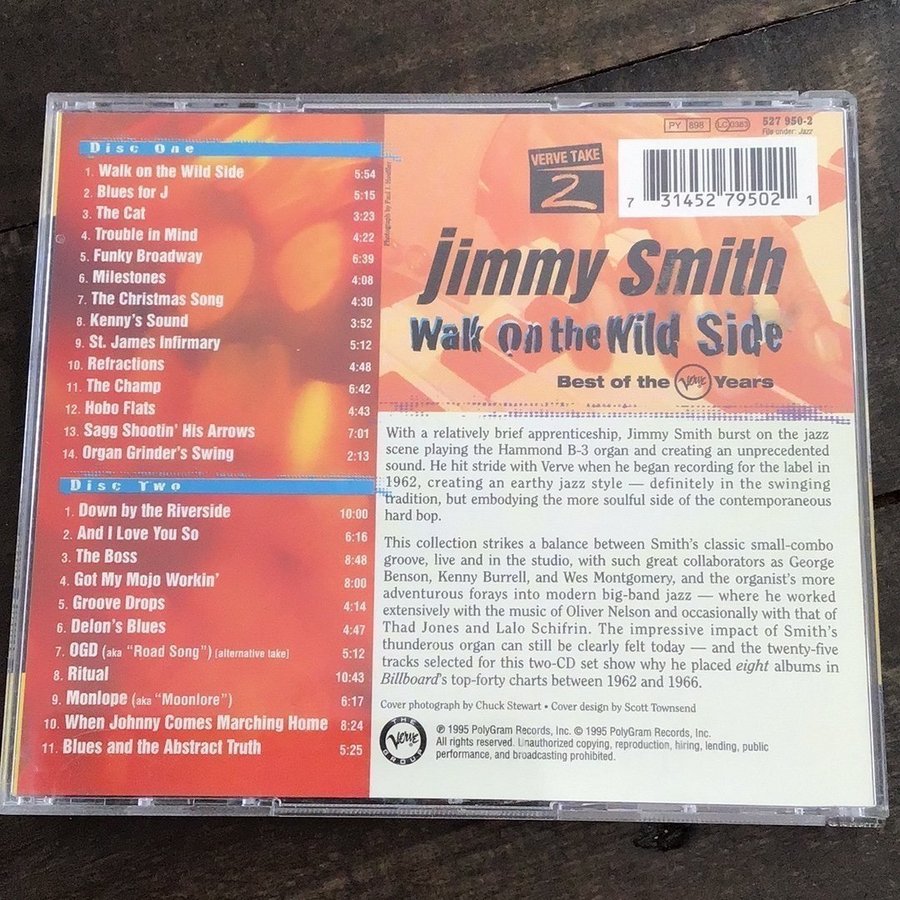 Disc One
1. Walk on the Wild Side 5:54
2. Blues for J 5:15
3. The Cat 3:23
4. Trouble in Mind 4:22
5. Funky Broadway 6:39
6. Milestones 4:08
7. The Christmas Song 4:30
8. Kenny's Sound 3:52
9. St. James Infirmary 5:12
10. Refractions 4:48
11. The Champ 6:42
12. Hobo Flats 4:43
13. Sagg Shootin' His Arrows 7:01
14. Organ Grinder's Swing 2:13
Disc Two
1. Down by the Riverside 10:00
2. And I Love You So 6:16
3. The Boss 8:48
4. Got My Mojo Workin' 8:00
5. Groove Drops 4:14
6. Delon's Blues 4:47
7. OGD (aka "Road Song") [alternative take] 5:12
8. Ritual 10:43
9. Monlope (aka "Moonlore") 6:17
10. When Johnny Comes Marching Home 8:24
11. Blues and the Abstract Truth 5:25
Photograph by Paul
PY 898 LC 0383 527 950-2
File under: Jazz
VERVE TAKE
2
7 31452 79502 1
jimmy Smith
Walk on the Wild Side
Best of the Verve Years
With a relatively brief apprenticeship, Jimmy Smith burst on the jazz
scene playing the Hammond B-3 organ and creating an unprecedented
sound. He hit stride with Verve when he began recording for the label in
1962, creating an earthy jazz style — definitely in the swinging
tradition, but embodying the more soulful side of the contemporaneous
hard bop.
This collection strikes a balance between Smith's classic small-combo
groove, live and in the studio, with such great collaborators as George
Benson, Kenny Burrell, and Wes Montgomery, and the organist's more
adventurous forays into modern big-band jazz — where he worked
extensively with the music of Oliver Nelson and occasionally with that of
Thad Jones and Lalo Schifrin. The impressive impact of Smith's
thunderous organ can still be clearly felt today — and the twenty-five
tracks selected for this two-CD set show why he placed eight albums in
Billboard's top-forty charts between 1962 and 1966.
Cover photograph by Chuck Stewart • Cover design by Scott Townsend
THE Verve GROUP
℗ 1995 PolyGram Records, Inc. © 1995 PolyGram Records, Inc.
All rights reserved. Unauthorized copying, reproduction, hiring, lending, public
performance, and broadcasting prohibited.